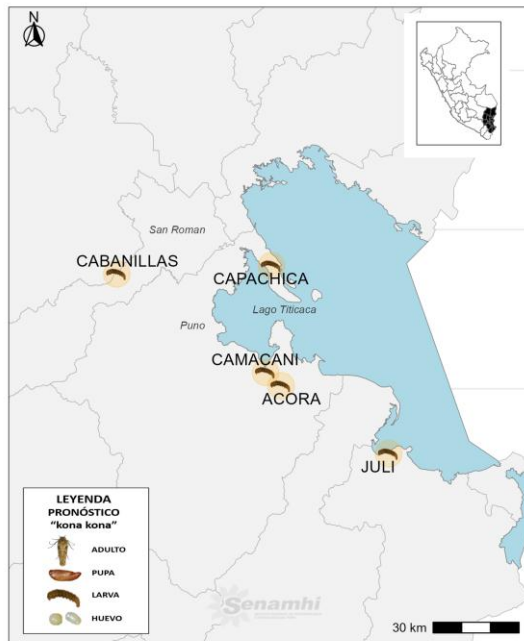 N
San Roman
CABANILLAS
CAPACHICA
Lago Titicaca
Puno
CAMACANI
ACORA
JULI
LEYENDA
PRONÓSTICO
"kona kona"
ADULTO
PUPA
LARVA
HUEVO
Senamhi
30 km